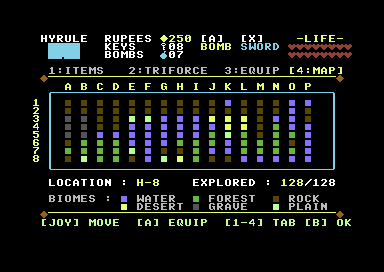 HYRULE RUPEES ◆250 [A] [X] -LIFE-
KEYS 08 BOMB SWORD
BOMBS 07
1:ITEMS 2:TRIFORCE 3:EQUIP [4:MAP]
A B C D E F G H I J K L M N O P
1
2
3
4
5
6
7
8
LOCATION : H-8 EXPLORED : 128/128
BIOMES : WATER FOREST ROCK
DESERT GRAVE PLAIN
[JOY] MOVE [A] EQUIP [1-4] TAB [B] OK